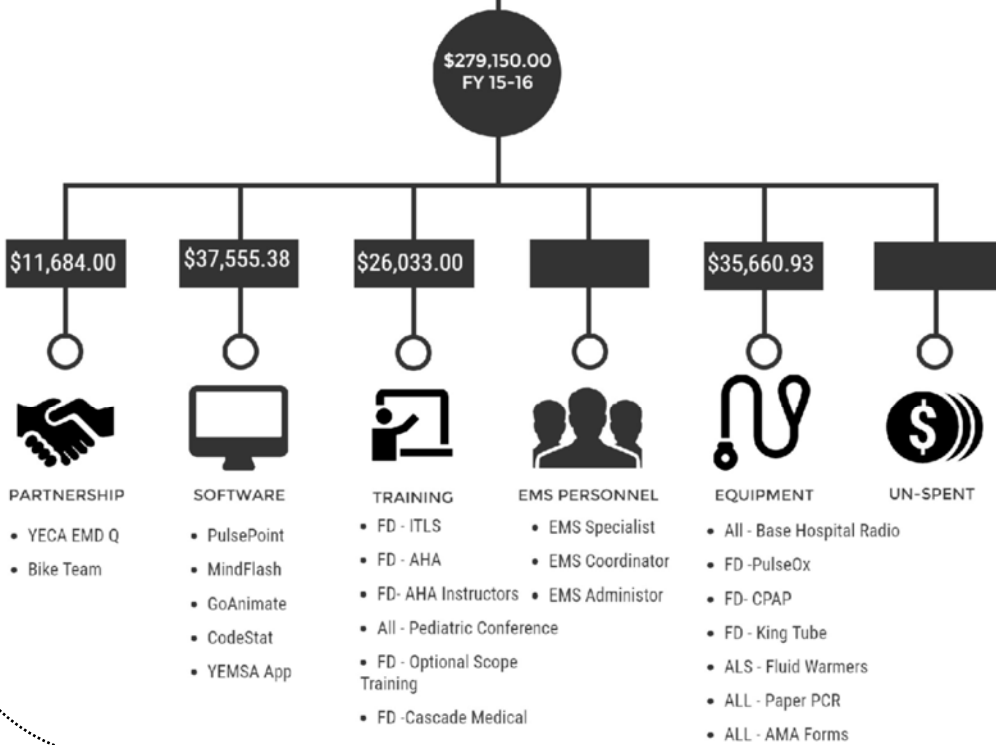 $279,150.00
FY 15-16
$11,684.00
$37,555.38
$26,033.00
$35,660.93
PARTNERSHIP
• YECA EMD Q
• Bike Team
SOFTWARE
• PulsePoint
• MindFlash
• GoAnimate
• CodeStat
• YEMSA App
TRAINING
• FD - ITLS
• FD - AHA
• FD- AHA Instructors
• All - Pediatric Conference
• FD - Optional Scope
Training
• FD -Cascade Medical
EMS PERSONNEL
• EMS Specialist
• EMS Coordinator
• EMS Administor
EQUIPMENT
• All - Base Hospital Radio
• FD -PulseOx
• FD- CPAP
• FD - King Tube
• ALS - Fluid Warmers
• ALL - Paper PCR
• ALL - AMA Forms
$
UN-SPENT